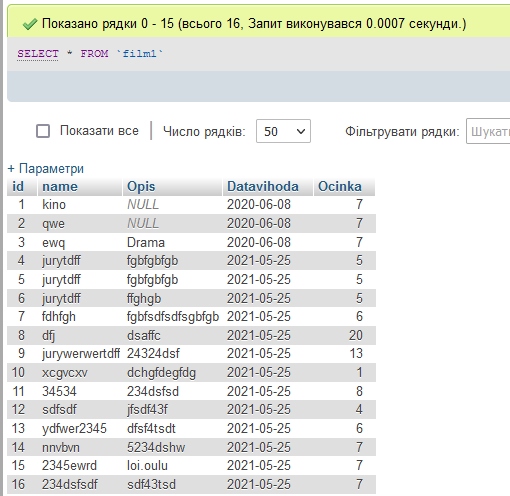 Показано рядки 0 - 15 (всього 16, Запит виконувався 0.0007 секунди.)
SELECT * FROM `film1`
Показати все | Число рядків: 50 Фільтрувати рядки: Шукати
+ Параметри
id name Opis Datavihoda Ocinka
1 kino NULL 2020-06-08 7
2 qwe NULL 2020-06-08 7
3 ewq Drama 2020-06-08 7
4 jurytdff fgbfgbfgb 2021-05-25 5
5 jurytdff fgbfgbfgb 2021-05-25 5
6 jurytdff ffghgb 2021-05-25 5
7 fdhfgh fgbfsdfsdfsgbfgb 2021-05-25 6
8 dfj dsaffc 2021-05-25 20
9 jurywerwertdff 24324dsf 2021-05-25 13
10 xcgvcxv dchgfdegfdg 2021-05-25 1
11 34534 234dsfsd 2021-05-25 8
12 sdfsdf jfsdf43f 2021-05-25 4
13 ydfwer2345 dfsf4tsdt 2021-05-25 6
14 nnvbvn 5234dshw 2021-05-25 7
15 2345ewrd loi.oulu 2021-05-25 7
16 234dsfsdf sdf43tsd 2021-05-25 7